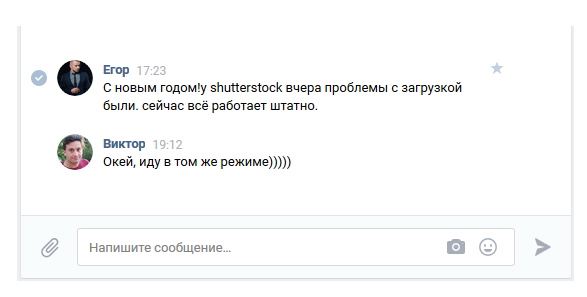 Егор 17:23
С новым годом!у shutterstock вчера проблемы с загрузкой
были. сейчас всё работает штатно.
Виктор 19:12
Окей, иду в том же режиме)))))
Напишите сообщение...